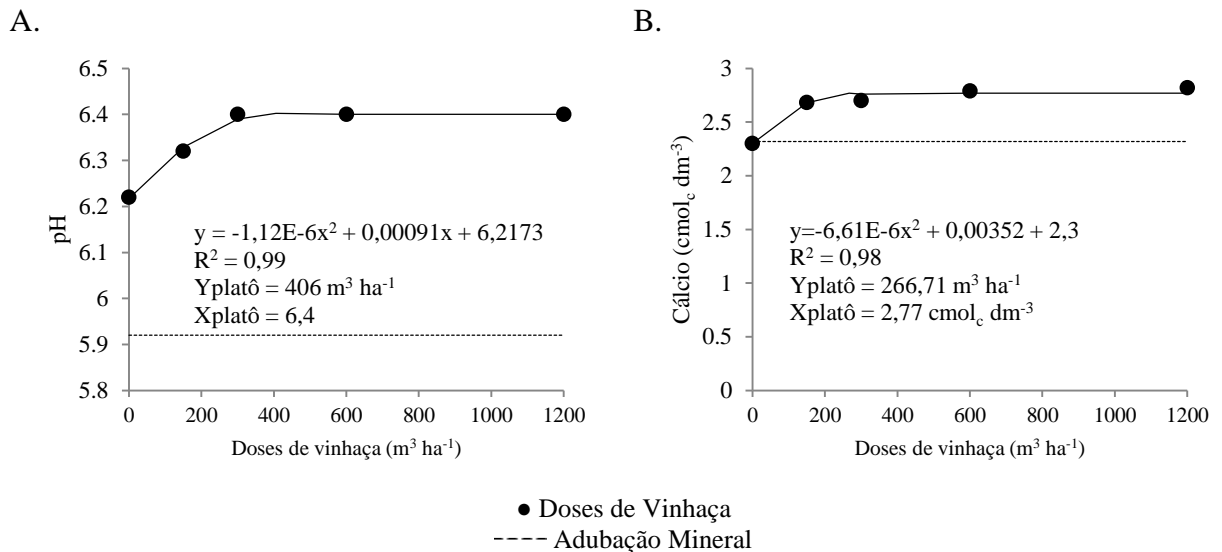 A.
6.5
6.4
6.3
6.2
6.1
6
5.9
5.8
pH
y = -1,12E-6x² + 0,00091x + 6,2173
R² = 0,99
Yplatô = 406 m³ ha⁻¹
Xplatô = 6,4
0 200 400 600 800 1000 1200
Doses de vinhaça (m³ ha⁻¹)
B.
3
2.5
2
1.5
1
0.5
0
Cálcio (cmol꜀ dm⁻³)
y=-6,61E-6x² + 0,00352 + 2,3
R² = 0,98
Yplatô = 266,71 m³ ha⁻¹
Xplatô = 2,77 cmol꜀ dm⁻³
0 200 400 600 800 1000 1200
Doses de vinhaça (m³ ha⁻¹)
● Doses de Vinhaça
---- Adubação Mineral